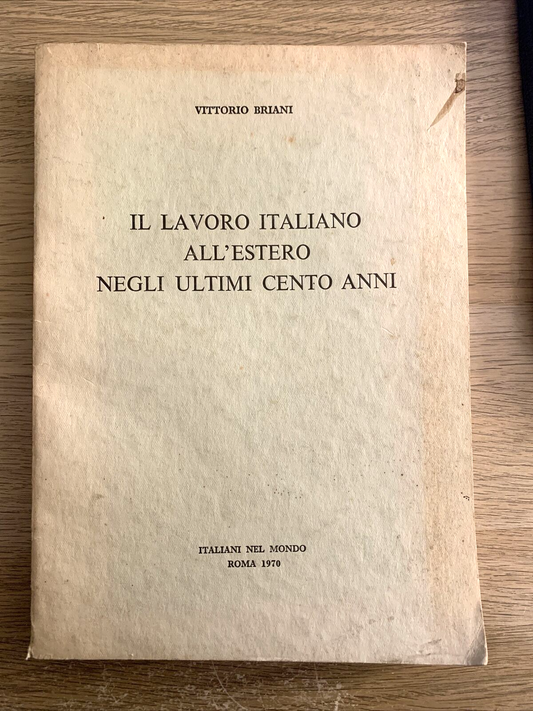 VITTORIO BRIANI
IL LAVORO ITALIANO
ALL'ESTERO
NEGLI ULTIMI CENTO ANNI
ITALIANI NEL MONDO
ROMA 1970